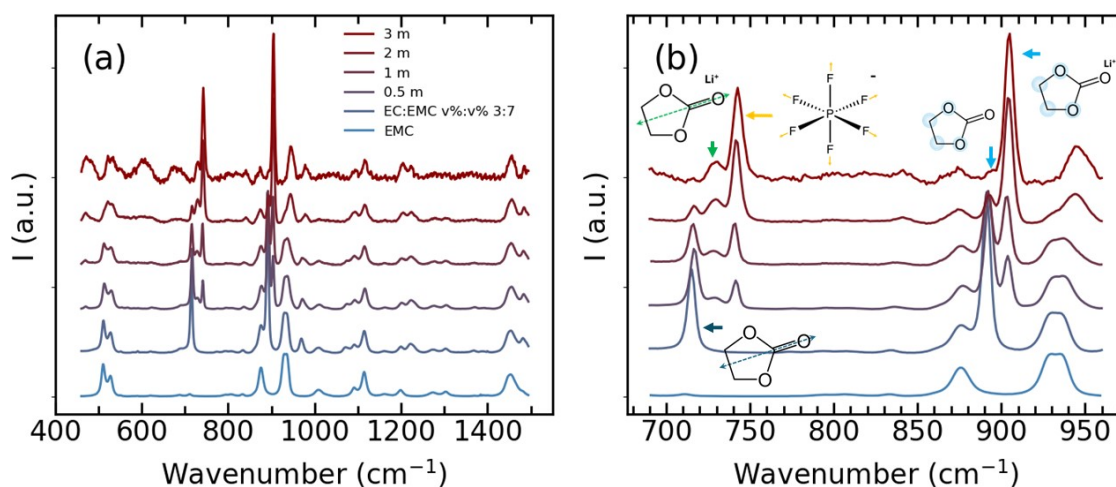 (a)
3 m
2 m
1 m
0.5 m
EC:EMC v%:v% 3:7
EMC
I (a.u.)
400 600 800 1000 1200 1400
Wavenumber (cm⁻¹)
(b)
Li⁺
O
O
O
F
F
F
P
F
F
F
-
O
O
O
Li⁺
O
O
O
O
O
O
I (a.u.)
700 750 800 850 900 950
Wavenumber (cm⁻¹)